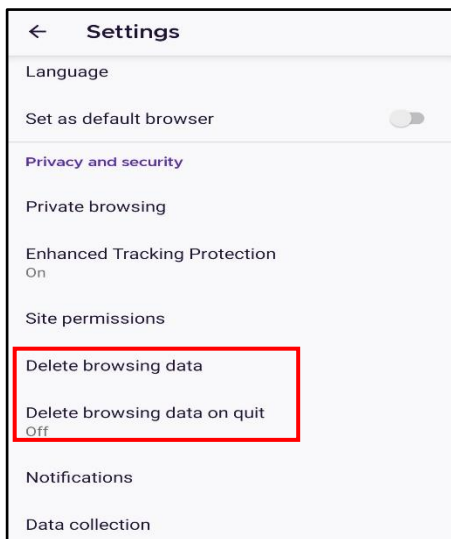 Settings
Language
Set as default browser
Privacy and security
Private browsing
Enhanced Tracking Protection
On
Site permissions
Delete browsing data
Delete browsing data on quit
Off
Notifications
Data collection